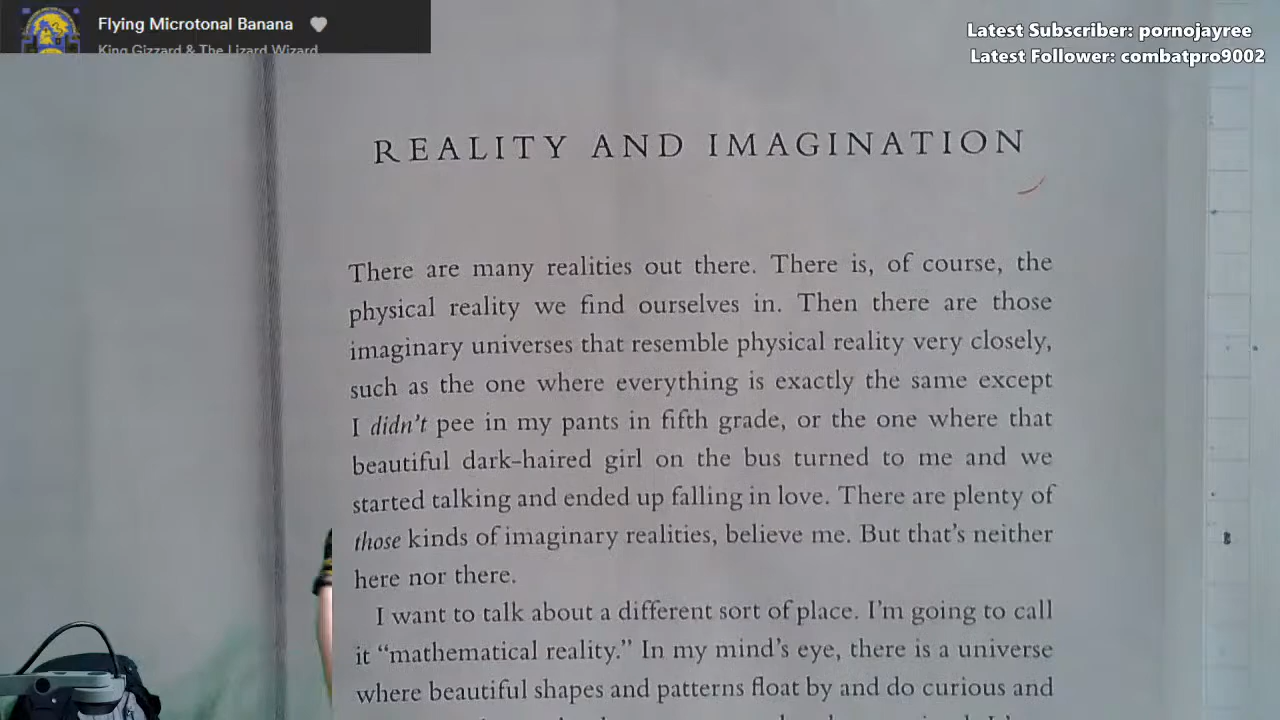 Flying Microtonal Banana
King Gizzard & The Lizard Wizard
Latest Subscriber: pornojayree
Latest Follower: combatpro9002
REALITY AND IMAGINATION
There are many realities out there. There is, of course, the
physical reality we find ourselves in. Then there are those
imaginary universes that resemble physical reality very closely,
such as the one where everything is exactly the same except
I didn't pee in my pants in fifth grade, or the one where that
beautiful dark-haired girl on the bus turned to me and we
started talking and ended up falling in love. There are plenty of
those kinds of imaginary realities, believe me. But that's neither
here nor there.
I want to talk about a different sort of place. I'm going to call
it “mathematical reality.” In my mind's eye, there is a universe
where beautiful shapes and patterns float by and do curious and